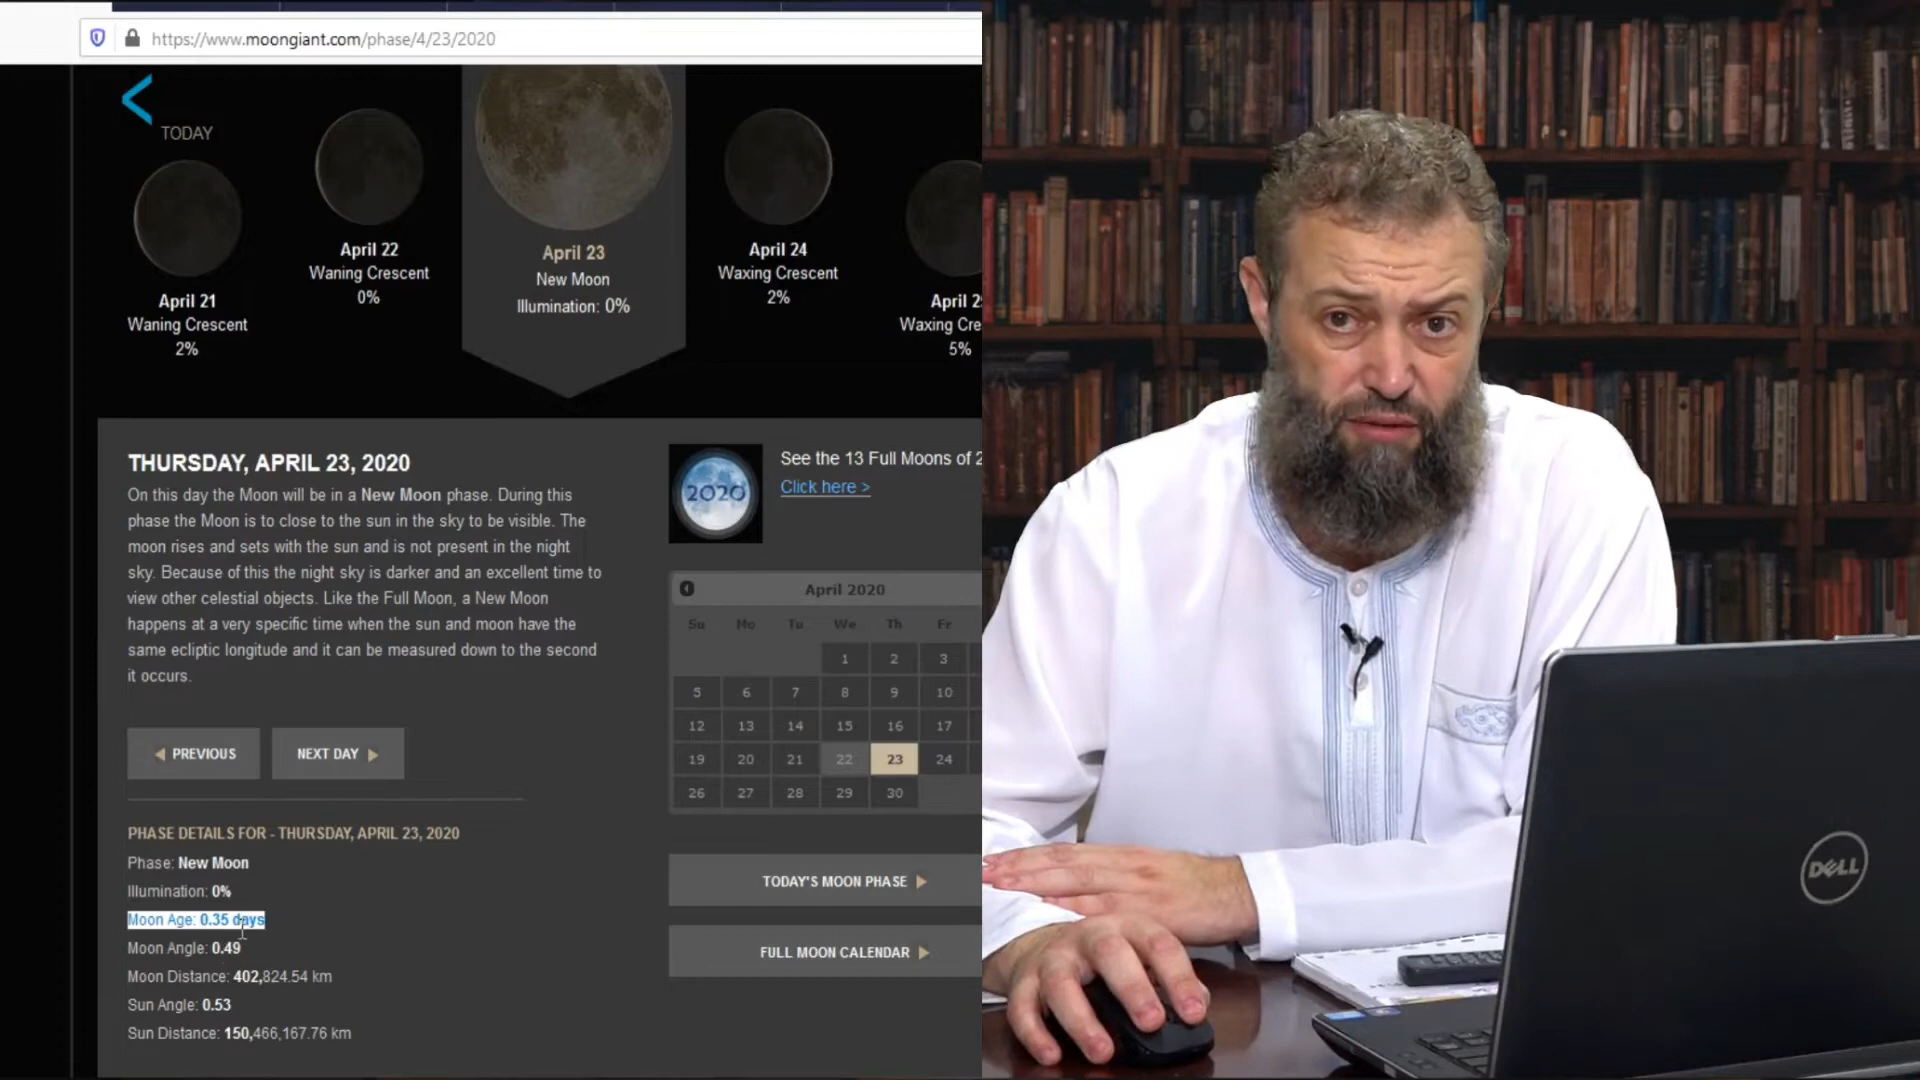 https://www.moongiant.com/phase/4/23/2020
TODAY
April 21
Waning Crescent
2%
April 22
Waning Crescent
0%
April 23
New Moon
Illumination: 0%
April 24
Waxing Crescent
2%
April 2
Waxing Cre
5%
THURSDAY, APRIL 23, 2020
On this day the Moon will be in a New Moon phase. During this
phase the Moon is to close to the sun in the sky to be visible. The
moon rises and sets with the sun and is not present in the night
sky. Because of this the night sky is darker and an excellent time to
view other celestial objects. Like the Full Moon, a New Moon
happens at a very specific time when the sun and moon have the
same ecliptic longitude and it can be measured down to the second
it occurs.
PREVIOUS
NEXT DAY
PHASE DETAILS FOR - THURSDAY, APRIL 23, 2020
Phase: New Moon
Illumination: 0%
Moon Age: 0.35 days
Moon Angle: 0.49
Moon Distance: 402,824.54 km
Sun Angle: 0.53
Sun Distance: 150,466,167.76 km
2020
See the 13 Full Moons of 2
Click here >
April 2020
Su Mo Tu We Th Fr
1 2 3
5 6 7 8 9 10
12 13 14 15 16 17
19 20 21 22 23 24
26 27 28 29 30
TODAY'S MOON PHASE
FULL MOON CALENDAR
DELL